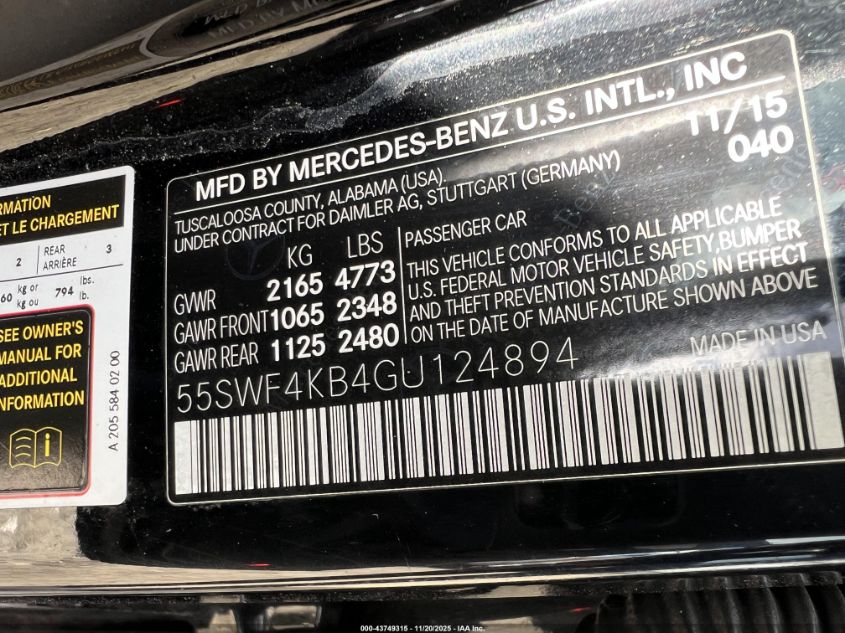 MFD BY MERCEDES-BENZ U.S. INTL., INC
TUSCALOOSA COUNTY, ALABAMA (USA).
UNDER CONTRACT FOR DAIMLER AG, STUTTGART (GERMANY)
11/15
040
KG LBS
GVWR 2165 4773
GAWR FRONT 1065 2348
GAWR REAR 1125 2480
PASSENGER CAR
THIS VEHICLE CONFORMS TO ALL APPLICABLE
U.S. FEDERAL MOTOR VEHICLE SAFETY, BUMPER
AND THEFT PREVENTION STANDARDS IN EFFECT
ON THE DATE OF MANUFACTURE SHOWN ABOVE
55SWF4KB4GU124894
MADE IN USA
RMATION
ET LE CHARGEMENT
2 REAR 3
ARRIÈRE
60 kg or 794 lbs.
kg ou lb.
SEE OWNER'S
MANUAL FOR
ADDITIONAL
INFORMATION
A 205 584 02 00
000-43749315 - 11/20/2025 - IAA Inc.